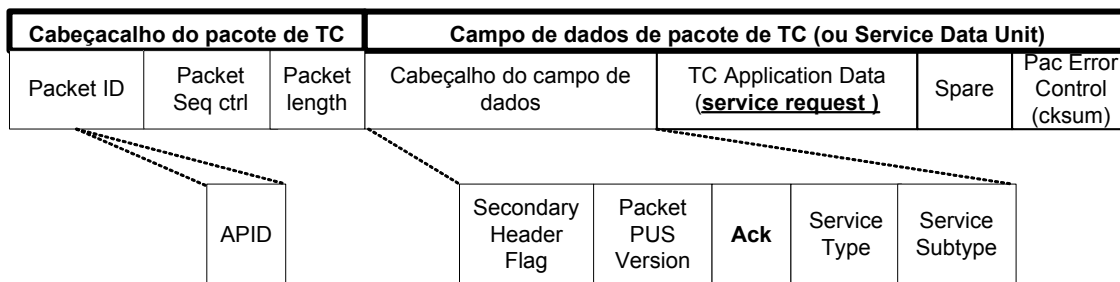 Cabeçacalho do pacote de TC
Campo de dados de pacote de TC (ou Service Data Unit)
Packet ID
Packet
Seq ctrl
Packet
length
Cabeçalho do campo de
dados
TC Application Data
(service request )
Spare
Pac Error
Control
(cksum)
APID
Secondary
Header
Flag
Packet
PUS
Version
Ack
Service
Type
Service
Subtype